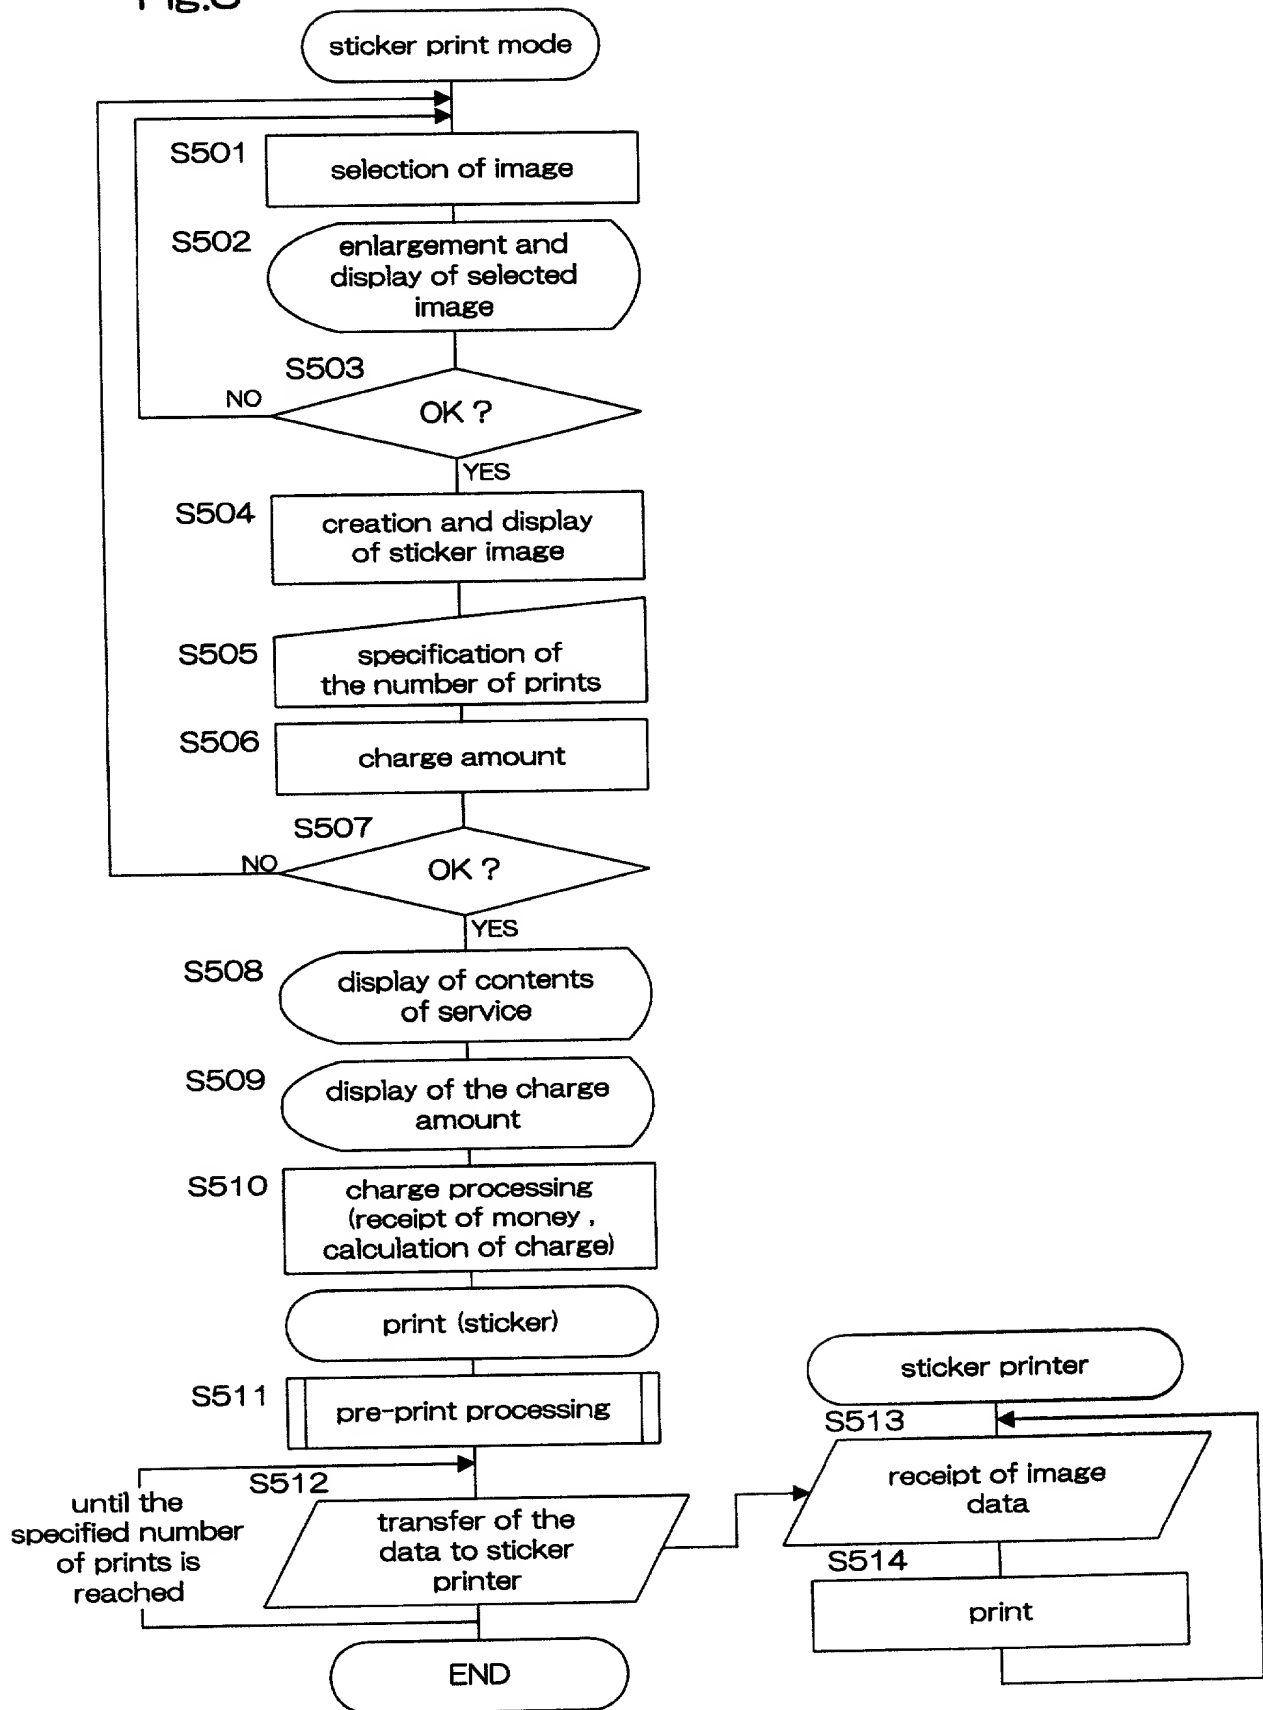 sticker print mode
S501
selection of image
S502
enlargement and
display of selected
image
S503
NO
OK ?
YES
S504
creation and display
of sticker image
S505
specification of
the number of prints
S506
charge amount
S507
NO
OK ?
YES
S508
display of contents
of service
S509
display of the charge
amount
S510
charge processing
(receipt of money ,
calculation of charge)
print (sticker)
S511
pre-print processing
S512
until the
specified number
of prints is
reached
transfer of the
data to sticker
printer
END
sticker printer
S513
receipt of image
data
S514
print